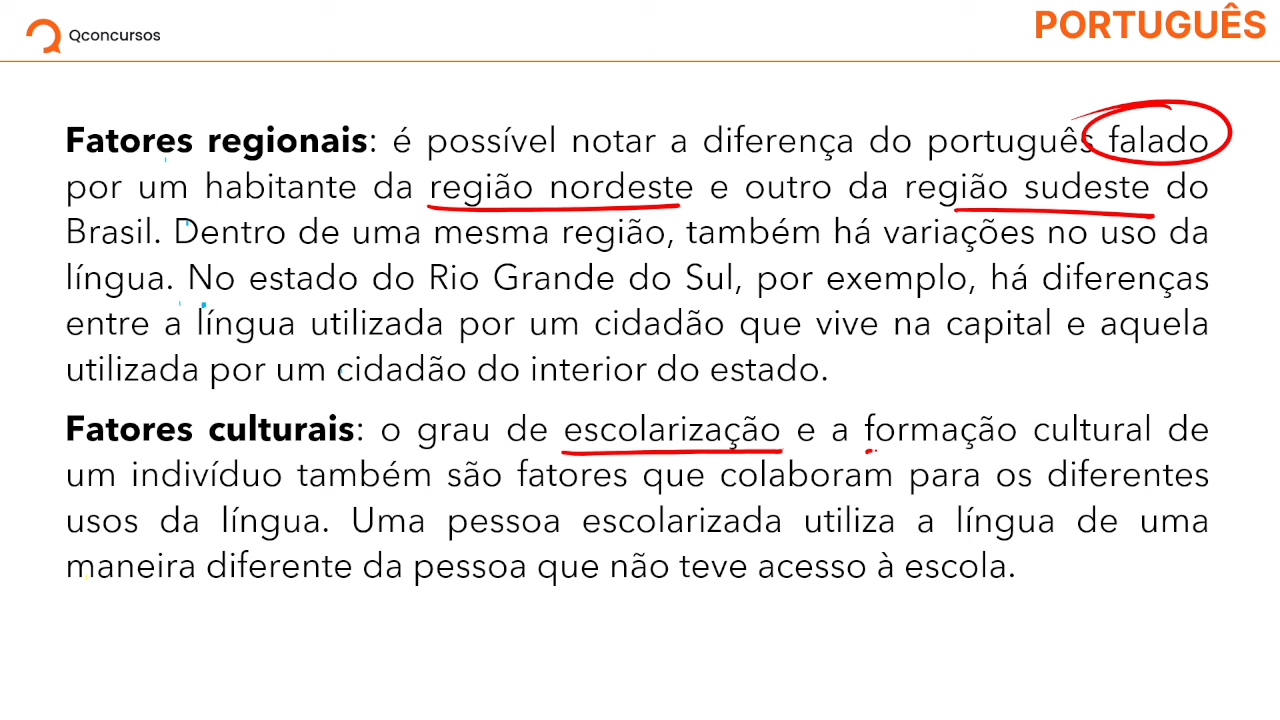 Qconcursos
PORTUGUÊS
Fatores regionais: é possível notar a diferença do português falado
por um habitante da região nordeste e outro da região sudeste do
Brasil. Dentro de uma mesma região, também há variações no uso da
língua. No estado do Rio Grande do Sul, por exemplo, há diferenças
entre a língua utilizada por um cidadão que vive na capital e aquela
utilizada por um cidadão do interior do estado.
Fatores culturais: o grau de escolarização e a formação cultural de
um indivíduo também são fatores que colaboram para os diferentes
usos da língua. Uma pessoa escolarizada utiliza a língua de uma
maneira diferente da pessoa que não teve acesso à escola.